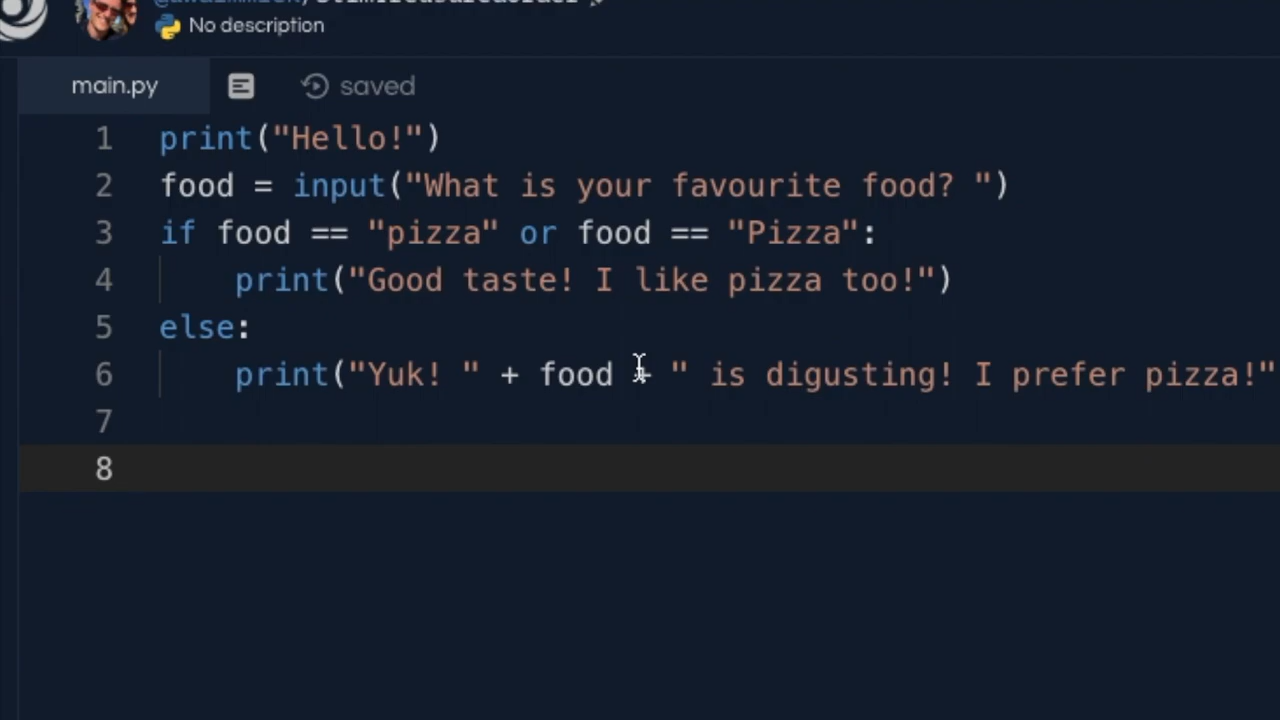 No description
main.py
saved
1 print("Hello!")
2 food = input("What is your favourite food? ")
3 if food == "pizza" or food == "Pizza":
4     print("Good taste! I like pizza too!")
5 else:
6     print("Yuk! " + food + " is digusting! I prefer pizza!"
7
8